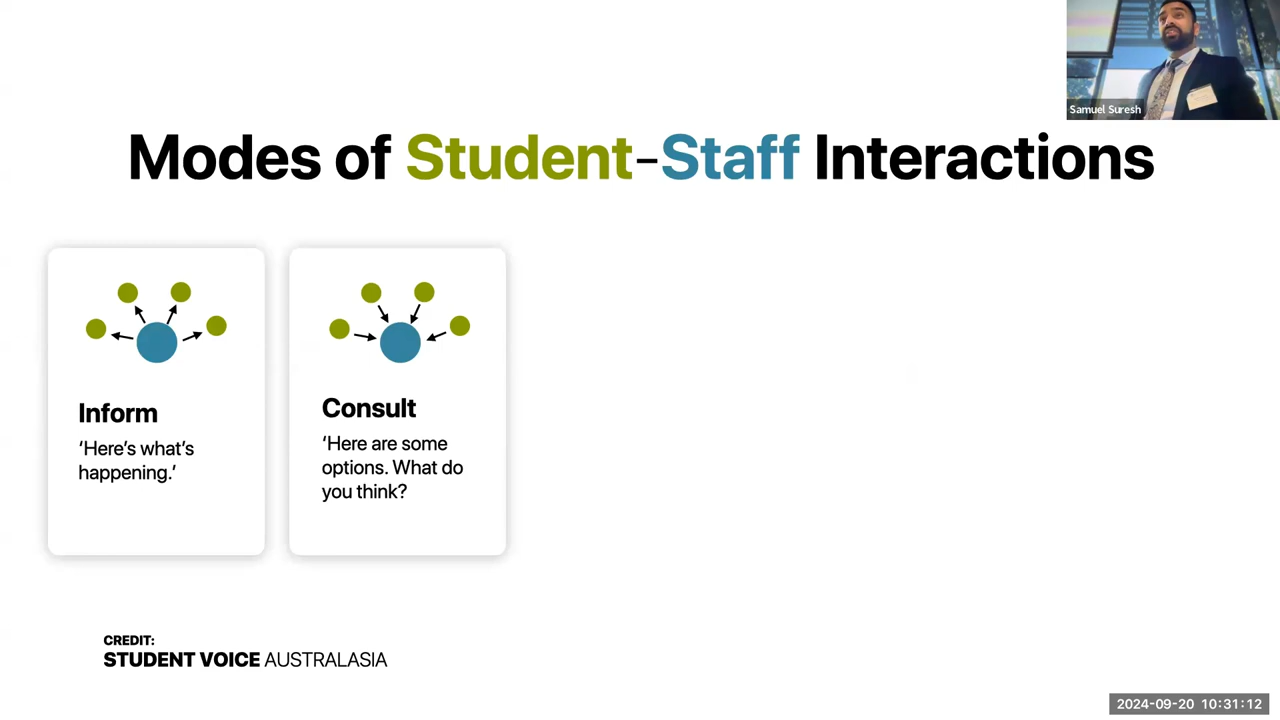 Samuel Suresh
Modes of Student-Staff Interactions
Inform
‘Here’s what’s
happening.’
Consult
‘Here are some
options. What do
you think?
CREDIT:
STUDENT VOICE AUSTRALASIA
2024-09-20 10:31:12